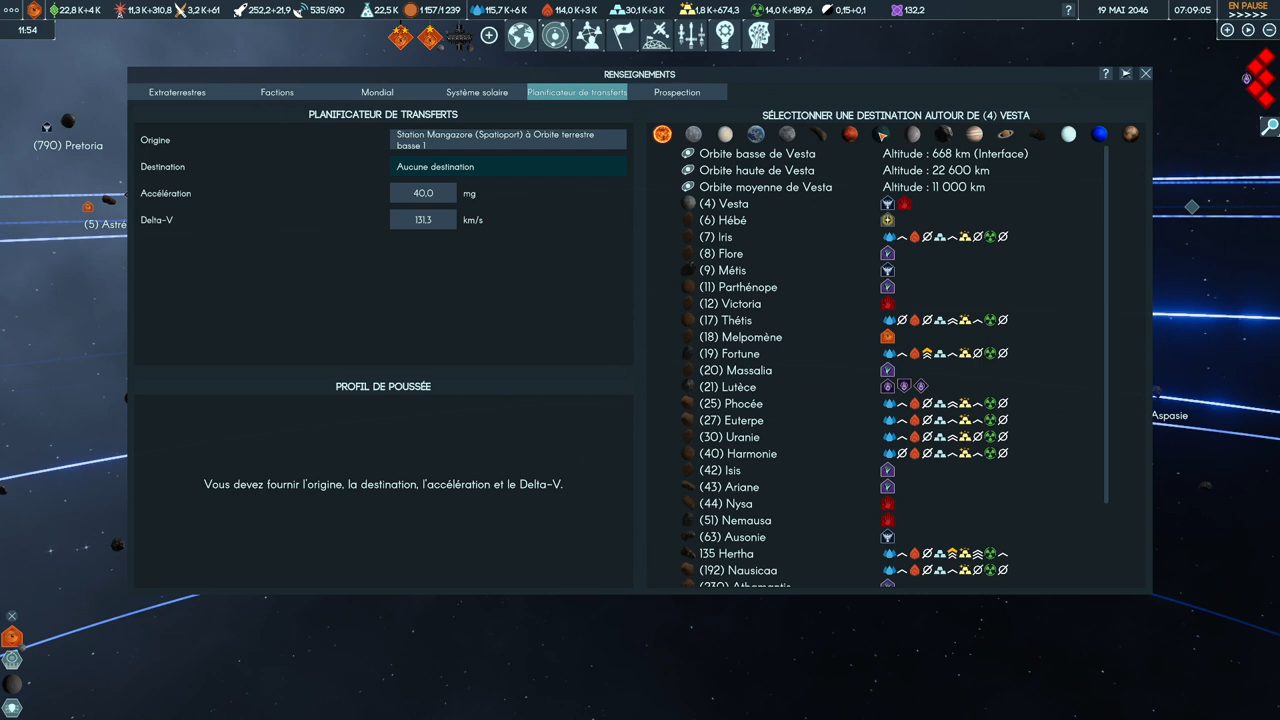 22,8 K+4 K
11,3 K+310,8
3,2 K+61
252,2+21,9
535/890
22,5 K
1 157/1 239
115,7 K+6 K
114,0 K+3 K
30,1 K+3 K
1,8 K+674,3
14,0 K+189,6
0,15+0,1
132,2
?
19 MAI 2046
07:09:05
EN PAUSE
>>>>>
11:54
RENSEIGNEMENTS
?
Extraterrestres
Factions
Mondial
Système solaire
Planificateur de transferts
Prospection
PLANIFICATEUR DE TRANSFERTS
Origine
Station Mangazore (Spatioport) à Orbite terrestre
basse 1
Destination
Aucune destination
Accélération
40,0
mg
Delta-V
131,3
km/s
PROFIL DE POUSSÉE
Vous devez fournir l'origine, la destination, l'accélération et le Delta-V.
SÉLECTIONNER UNE DESTINATION AUTOUR DE (4) VESTA
Orbite basse de Vesta Altitude : 668 km (Interface)
Orbite haute de Vesta Altitude : 22 600 km
Orbite moyenne de Vesta Altitude : 11 000 km
(4) Vesta
(6) Hébé
(7) Iris
(8) Flore
(9) Métis
(11) Parthénope
(12) Victoria
(17) Thétis
(18) Melpomène
(19) Fortune
(20) Massalia
(21) Lutèce
(25) Phocée
(27) Euterpe
(30) Uranie
(40) Harmonie
(42) Isis
(43) Ariane
(44) Nysa
(51) Nemausa
(63) Ausonie
135 Hertha
(192) Nausicaa
(230) Athamantis
(790) Pretoria
(5) Astré
Aspasie